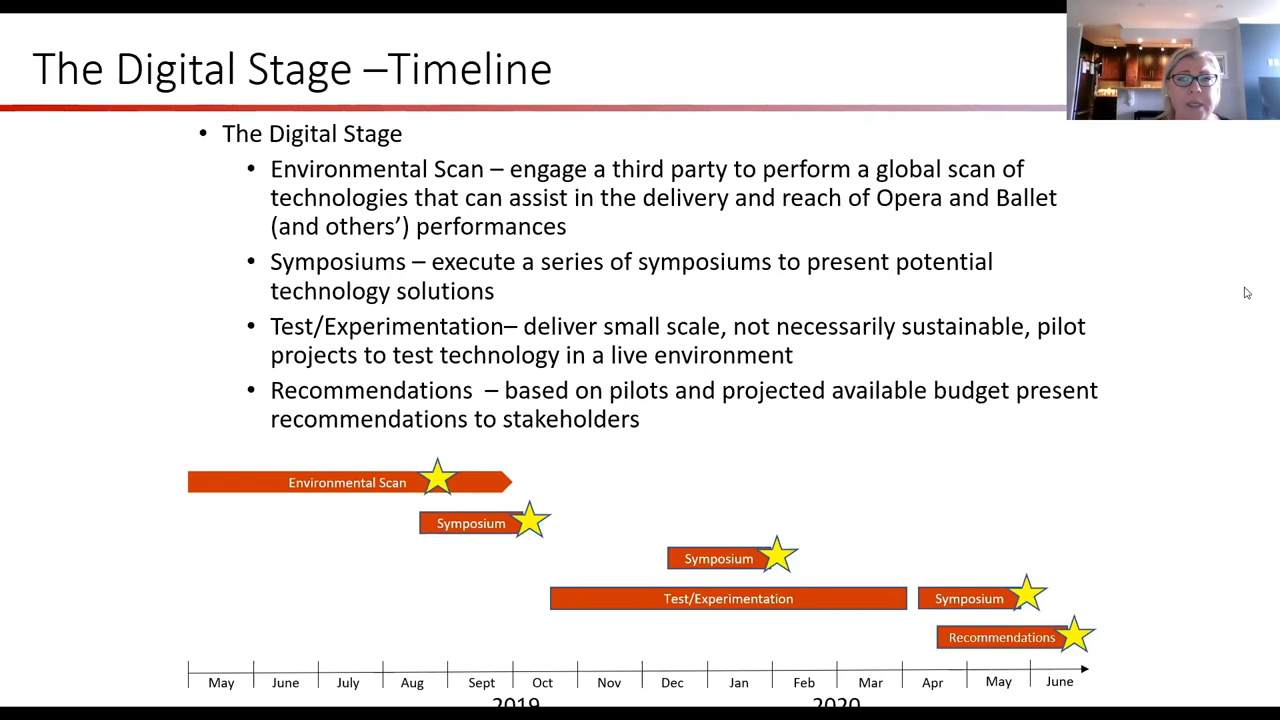 The Digital Stage –Timeline
• The Digital Stage
• Environmental Scan – engage a third party to perform a global scan of
technologies that can assist in the delivery and reach of Opera and Ballet
(and others’) performances
• Symposiums – execute a series of symposiums to present potential
technology solutions
• Test/Experimentation– deliver small scale, not necessarily sustainable, pilot
projects to test technology in a live environment
• Recommendations – based on pilots and projected available budget present
recommendations to stakeholders
Environmental Scan
Symposium
Symposium
Test/Experimentation
Symposium
Recommendations
May June July Aug Sept Oct Nov Dec Jan Feb Mar Apr May June
2019 2020